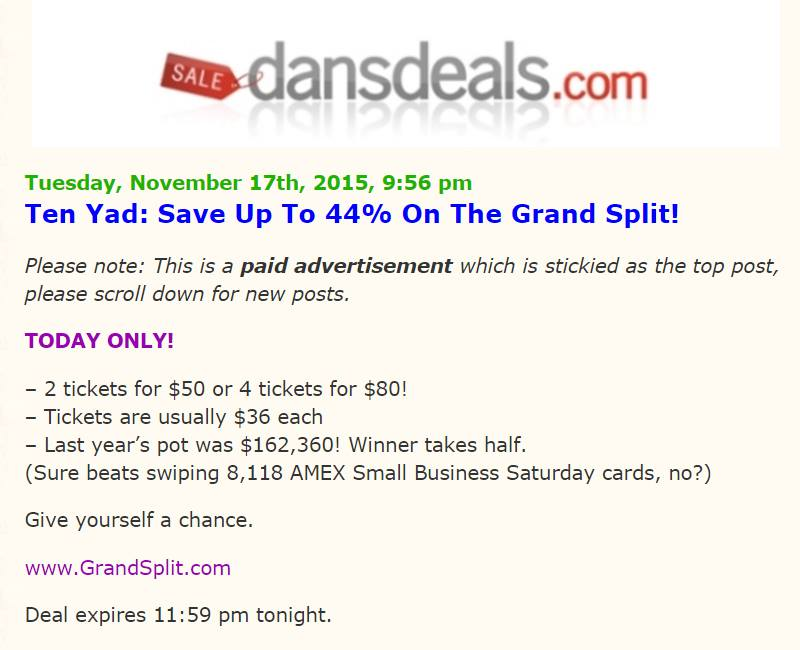 SALE dansdeals.com
Tuesday, November 17th, 2015, 9:56 pm
Ten Yad: Save Up To 44% On The Grand Split!
Please note: This is a paid advertisement which is stickied as the top post,
please scroll down for new posts.
TODAY ONLY!
– 2 tickets for $50 or 4 tickets for $80!
– Tickets are usually $36 each
– Last year’s pot was $162,360! Winner takes half.
(Sure beats swiping 8,118 AMEX Small Business Saturday cards, no?)
Give yourself a chance.
www.GrandSplit.com
Deal expires 11:59 pm tonight.